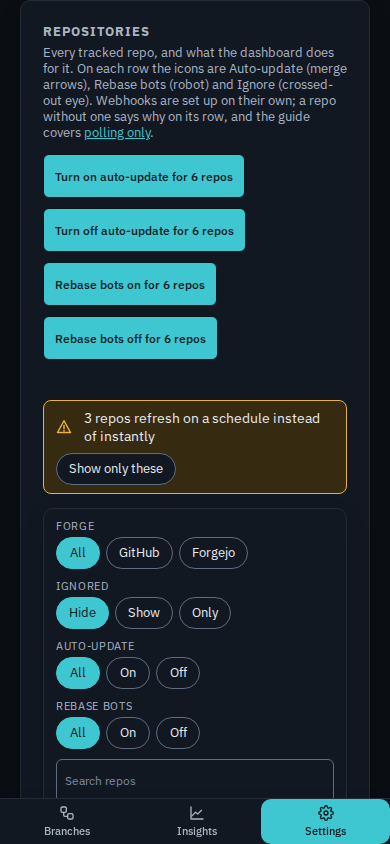 REPOSITORIES
Every tracked repo, and what the dashboard does
for it. On each row the icons are Auto-update (merge
arrows), Rebase bots (robot) and Ignore (crossed-
out eye). Webhooks are set up on their own; a repo
without one says why on its row, and the guide
covers polling only.
Turn on auto-update for 6 repos
Turn off auto-update for 6 repos
Rebase bots on for 6 repos
Rebase bots off for 6 repos
3 repos refresh on a schedule instead
of instantly
Show only these
FORGE
All GitHub Forgejo
IGNORED
Hide Show Only
AUTO-UPDATE
All On Off
REBASE BOTS
All On Off
Search repos
Branches Insights Settings